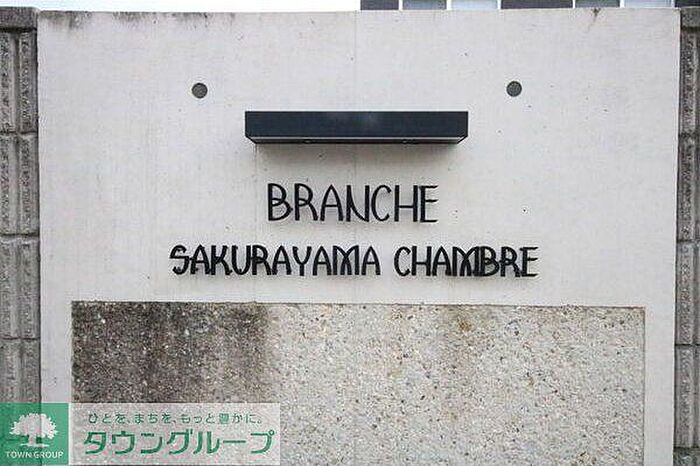 BRANCHE
SAKURAYAMA CHAMBRE
ひとを、まちを、もっと豊かに。
タウングループ
TOWN GROUP